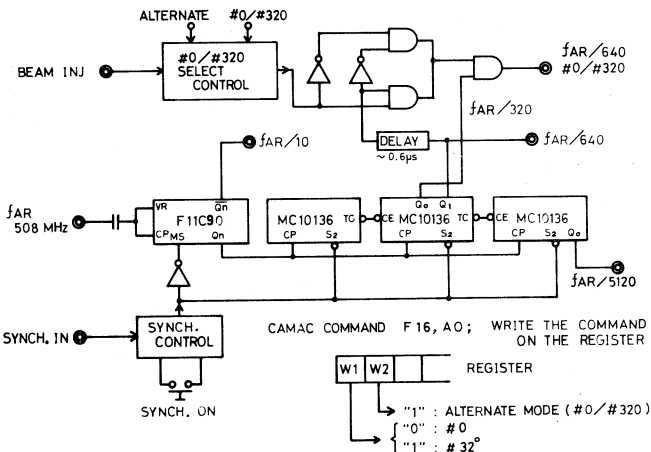 ALTERNATE #0/#320
BEAM INJ
#0/#320
SELECT
CONTROL
fAR/640
#0/#320
fAR/320
DELAY
~0.6μs
fAR/640
fAR/10
fAR
508 MHz
VR
Qn
F11C90
CP MS Qn
MC10136 TC
CP S2
CE Q0 Q1
MC10136 TC
CP S2
CE MC10136
CP S2 Q0
fAR/5120
SYNCH. IN
SYNCH.
CONTROL
SYNCH. ON
CAMAC COMMAND F16, A0; WRITE THE COMMAND
ON THE REGISTER
W1 W2 REGISTER
"1" : ALTERNATE MODE (#0/#320)
"0" : #0
"1" : #32°